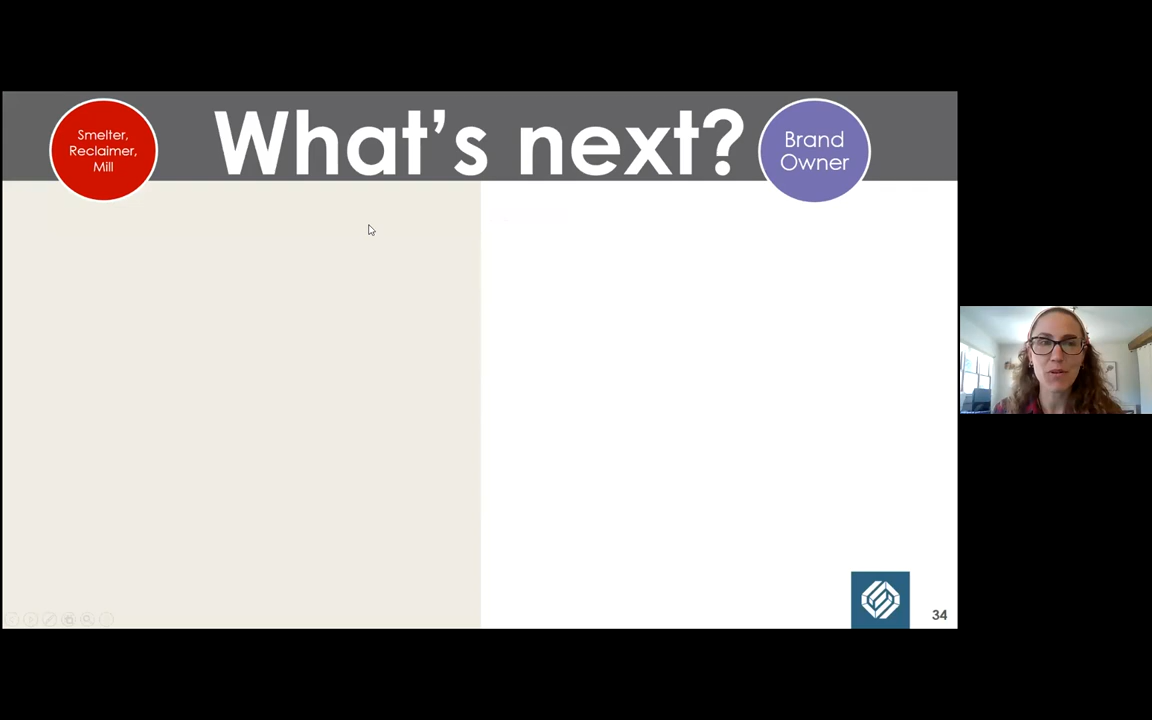 Smelter,
Reclaimer,
Mill
What's next?
Brand
Owner
34